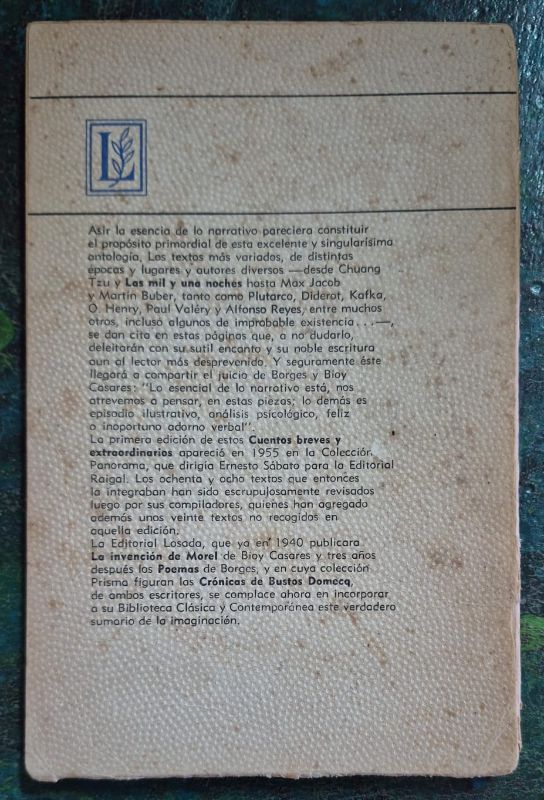 L
Asir la esencia de lo narrativo pareciera constituir
el propósito primordial de esta excelente y singularísima
antología. Los textos más variados, de distintas
épocas y lugares y autores diversos —desde Chuang
Tzu y Las mil y una noches hasta Max Jacob
y Martin Buber, tanto como Plutarco, Diderot, Kafka,
O. Henry, Paul Valéry y Alfonso Reyes, entre muchos
otros, incluso algunos de improbable existencia...—,
se dan cita en estas páginas que, a no dudarlo,
deleitarán con su sutil encanto y su noble escritura
aun al lector más desprevenido. Y seguramente éste
llegará a compartir el juicio de Borges y Bioy
Casares: "Lo esencial de lo narrativo está, nos
atrevemos a pensar, en estas piezas; lo demás es
episodio ilustrativo, análisis psicológico, feliz
o inoportuno adorno verbal".
La primera edición de estos Cuentos breves y
extraordinarios apareció en 1955 en la Colección
Panorama, que dirigía Ernesto Sábato para la Editorial
Raigal. Los ochenta y ocho textos que entonces
la integraban han sido escrupulosamente revisados
luego por sus compiladores, quienes han agregado
además unos veinte textos no recogidos en
aquella edición.
La Editorial Losada, que ya en 1940 publicara
La invención de Morel de Bioy Casares y tres años
después los Poemas de Borges, y en cuya colección
Prisma figuran las Crónicas de Bustos Domecq,
de ambos escritores, se complace ahora en incorporar
a su Biblioteca Clásica y Contemporánea este verdadero
sumario de la imaginación.